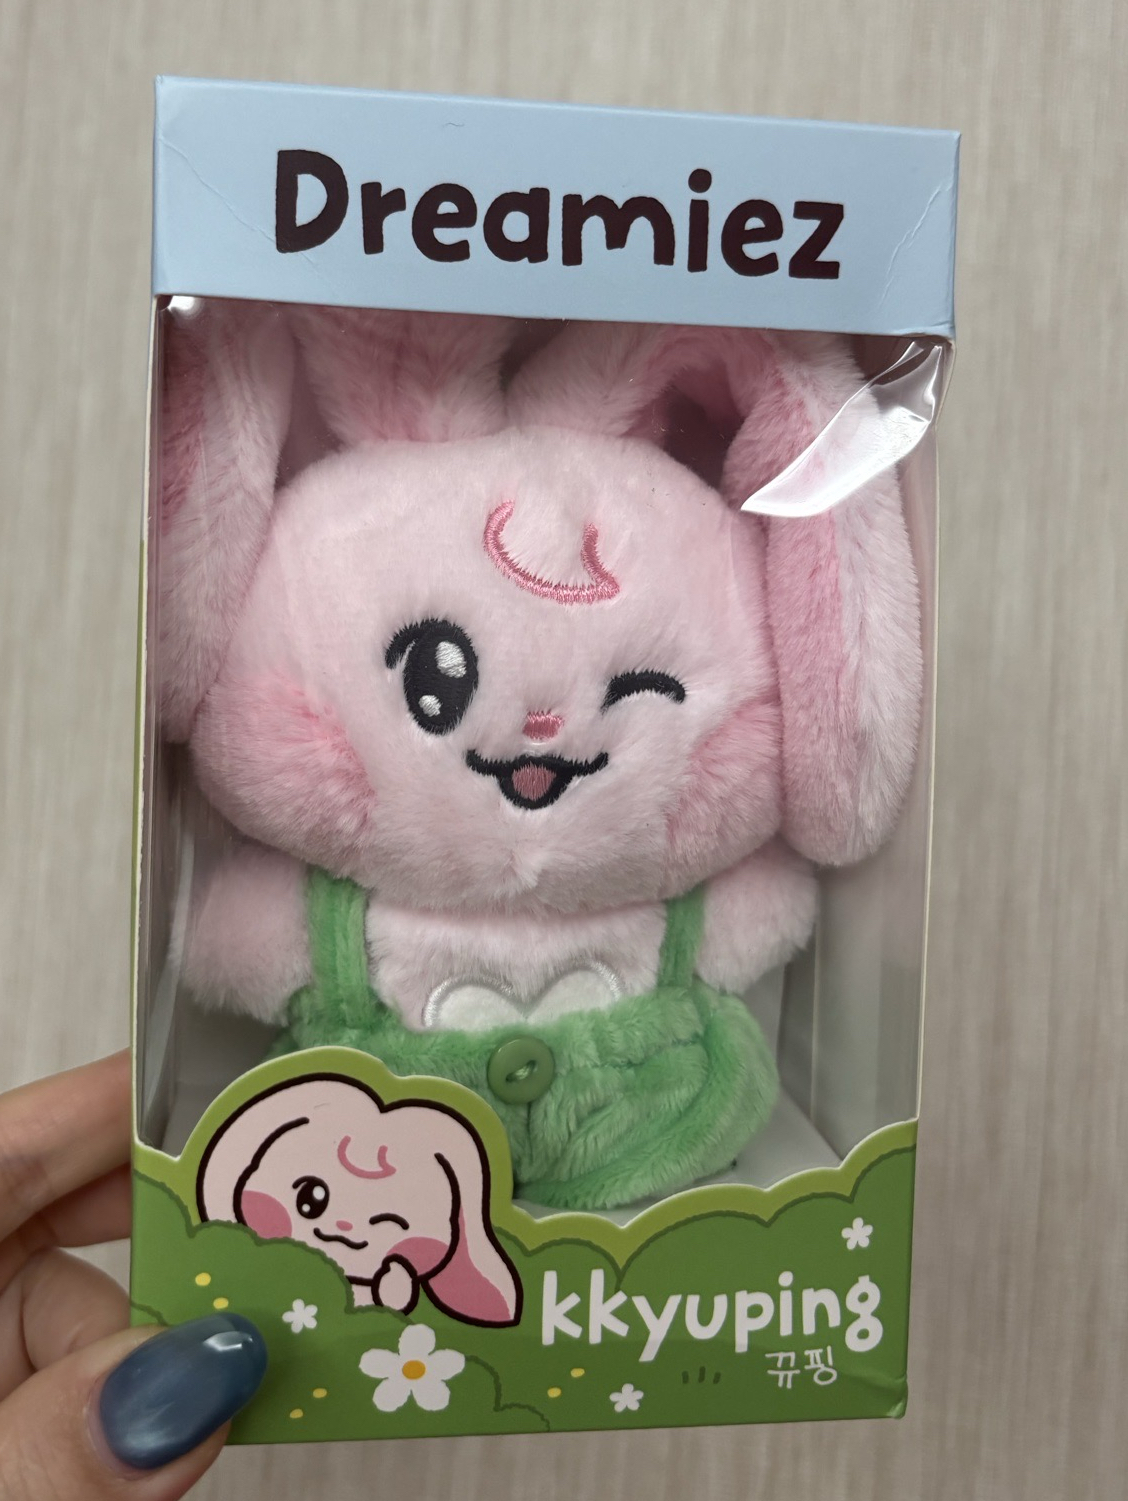 Dreamiez
kkyuping
뀨핑